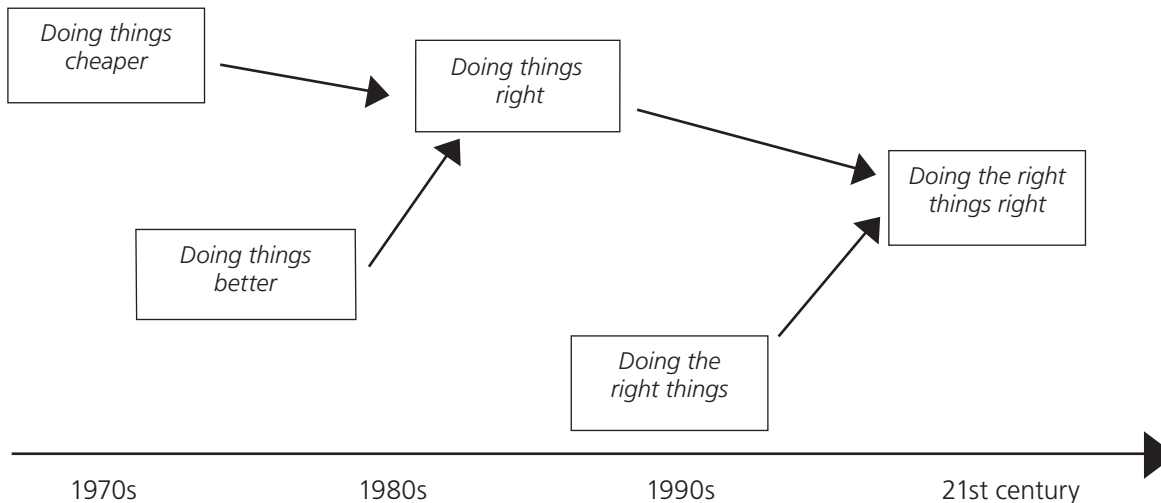 Doing things
cheaper
Doing things
right
Doing the right
things right
Doing things
better
Doing the
right things
1970s
1980s
1990s
21st century